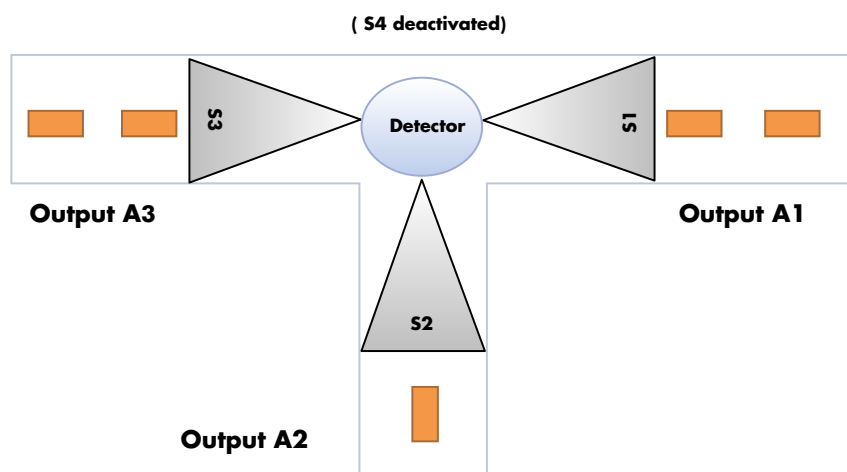 ( S4 deactivated)
S3
Detector
S1
Output A3
Output A1
S2
Output A2